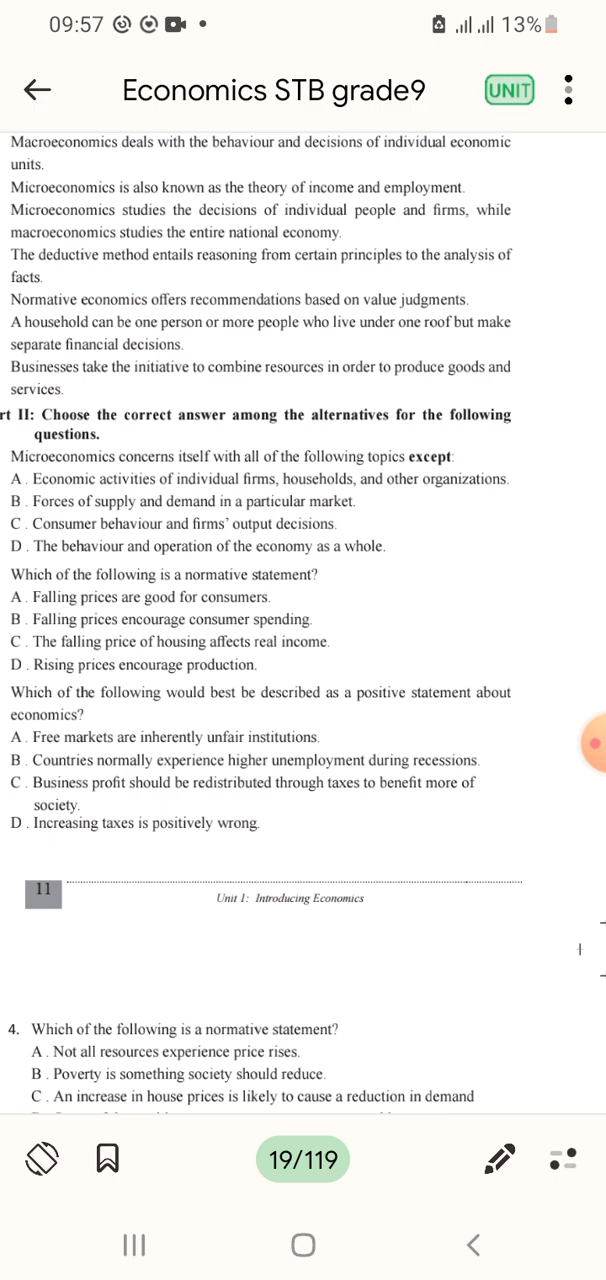 09:57 13%
Economics STB grade9 UNIT
Macroeconomics deals with the behaviour and decisions of individual economic
units.
Microeconomics is also known as the theory of income and employment.
Microeconomics studies the decisions of individual people and firms, while
macroeconomics studies the entire national economy.
The deductive method entails reasoning from certain principles to the analysis of
facts.
Normative economics offers recommendations based on value judgments.
A household can be one person or more people who live under one roof but make
separate financial decisions.
Businesses take the initiative to combine resources in order to produce goods and
services.
rt II: Choose the correct answer among the alternatives for the following
questions.
Microeconomics concerns itself with all of the following topics except:
A . Economic activities of individual firms, households, and other organizations.
B . Forces of supply and demand in a particular market.
C . Consumer behaviour and firms’ output decisions.
D . The behaviour and operation of the economy as a whole.
Which of the following is a normative statement?
A . Falling prices are good for consumers.
B . Falling prices encourage consumer spending.
C . The falling price of housing affects real income.
D . Rising prices encourage production.
Which of the following would best be described as a positive statement about
economics?
A . Free markets are inherently unfair institutions.
B . Countries normally experience higher unemployment during recessions.
C . Business profit should be redistributed through taxes to benefit more of
society.
D . Increasing taxes is positively wrong.
11
Unit 1: Introducing Economics
4. Which of the following is a normative statement?
A . Not all resources experience price rises.
B . Poverty is something society should reduce.
C . An increase in house prices is likely to cause a reduction in demand
19/119